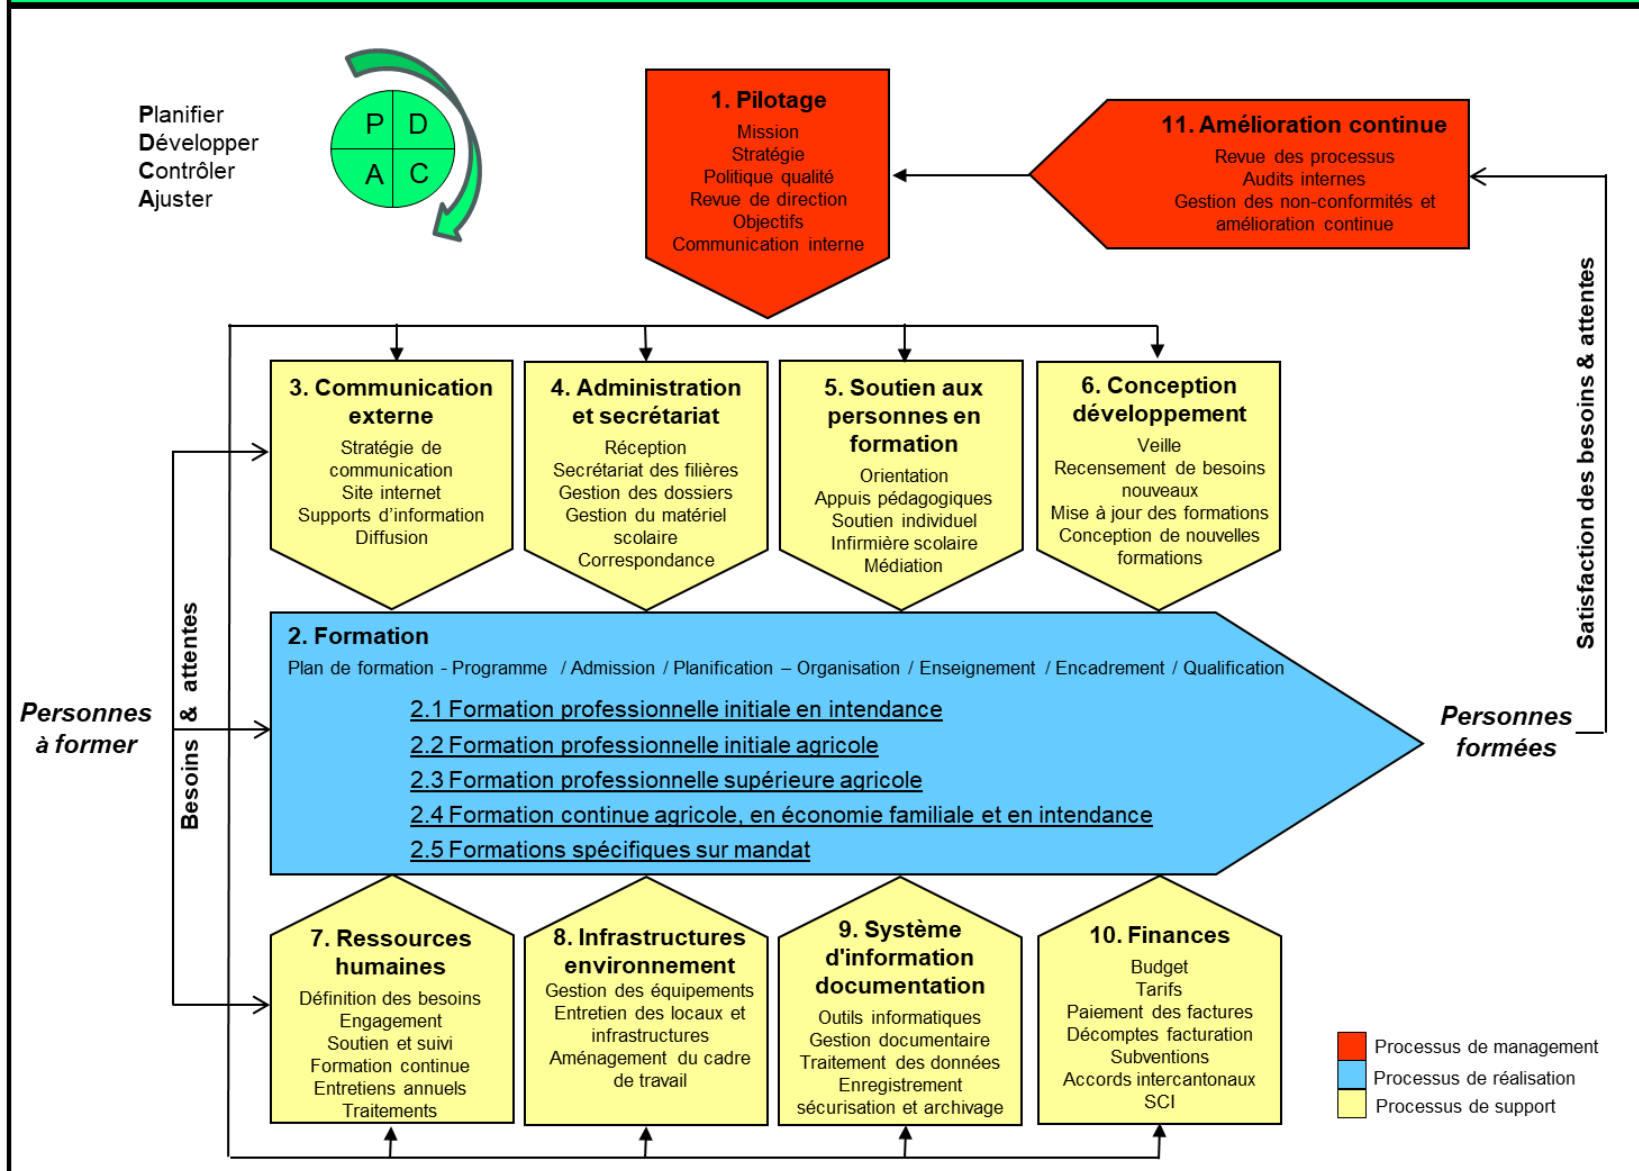 Planifier
Développer
Contrôler
Ajuster
P D
A C
1. Pilotage
Mission
Stratégie
Politique qualité
Revue de direction
Objectifs
Communication interne
11. Amélioration continue
Revue des processus
Audits internes
Gestion des non-conformités et
amélioration continue
3. Communication
externe
Stratégie de
communication
Site internet
Supports d'information
Diffusion
4. Administration
et secrétariat
Réception
Secrétariat des filières
Gestion des dossiers
Gestion du matériel
scolaire
Correspondance
5. Soutien aux
personnes en
formation
Orientation
Appuis pédagogiques
Soutien individuel
Infirmière scolaire
Médiation
6. Conception
développement
Veille
Recensement de besoins
nouveaux
Mise à jour des formations
Conception de nouvelles
formations
Satisfaction des besoins & attentes
Personnes
à former
Besoins & attentes
2. Formation
Plan de formation - Programme / Admission / Planification – Organisation / Enseignement / Encadrement / Qualification
2.1 Formation professionnelle initiale en intendance
2.2 Formation professionnelle initiale agricole
2.3 Formation professionnelle supérieure agricole
2.4 Formation continue agricole, en économie familiale et en intendance
2.5 Formations spécifiques sur mandat
Personnes
formées
7. Ressources
humaines
Définition des besoins
Engagement
Soutien et suivi
Formation continue
Entretiens annuels
Traitements
8. Infrastructures
environnement
Gestion des équipements
Entretien des locaux et
infrastructures
Aménagement du cadre
de travail
9. Système
d'information
documentation
Outils informatiques
Gestion documentaire
Traitement des données
Enregistrement
sécurisation et archivage
10. Finances
Budget
Tarifs
Paiement des factures
Décomptes facturation
Subventions
Accords intercantonaux
SCI
Processus de management
Processus de réalisation
Processus de support